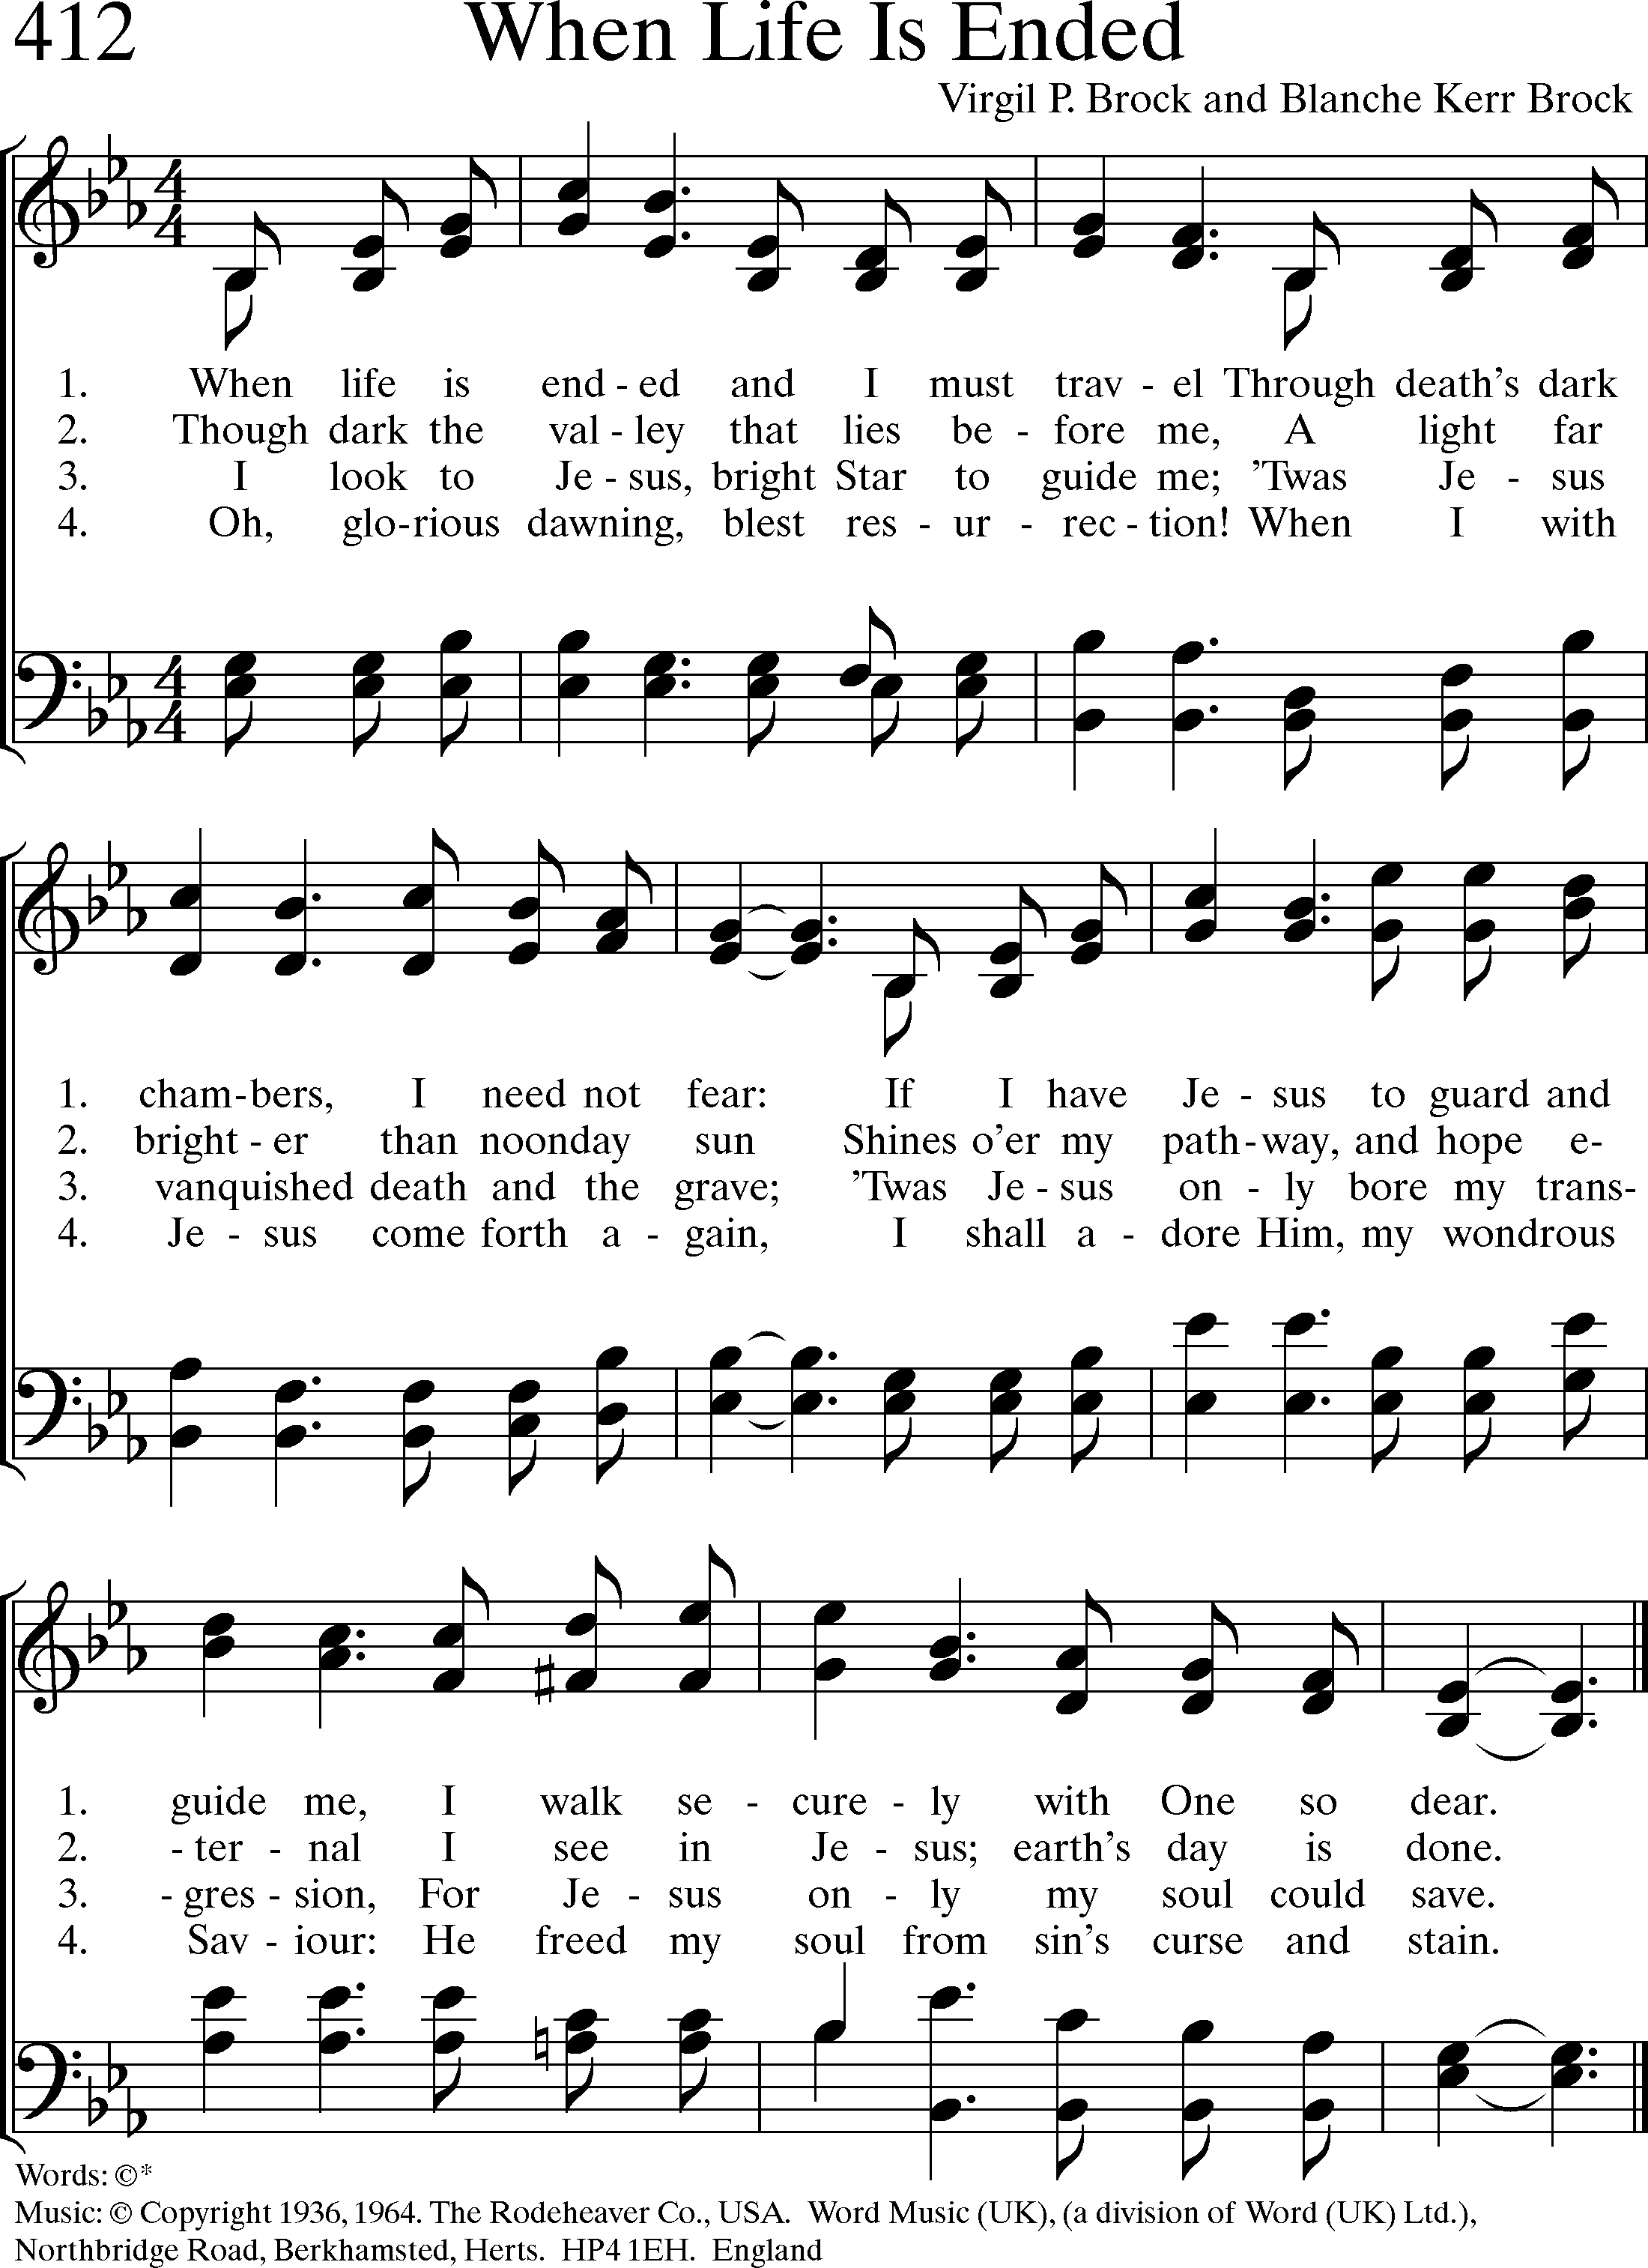 412 When Life Is Ended
Virgil P. Brock and Blanche Kerr Brock
1. When life is end - ed and I must trav - el Through death’s dark
2. Though dark the val - ley that lies be - fore me, A light far
3. I look to Je - sus, bright Star to guide me; ’Twas Je - sus
4. Oh, glo-rious dawning, blest res - ur - rec - tion! When I with
1. cham-bers, I need not fear: If I have Je - sus to guard and
2. bright - er than noonday sun Shines o’er my path-way, and hope e-
3. vanquished death and the grave; ’Twas Je - sus on - ly bore my trans-
4. Je - sus come forth a - gain, I shall a - dore Him, my wondrous
1. guide me, I walk se - cure - ly with One so dear.
2. - ter - nal I see in Je - sus; earth’s day is done.
3. - gres - sion, For Je - sus on - ly my soul could save.
4. Sav - iour: He freed my soul from sin’s curse and stain.
Words: ©*
Music: © Copyright 1936, 1964. The Rodeheaver Co., USA. Word Music (UK), (a division of Word (UK) Ltd.),
Northbridge Road, Berkhamsted, Herts. HP4 1EH. England